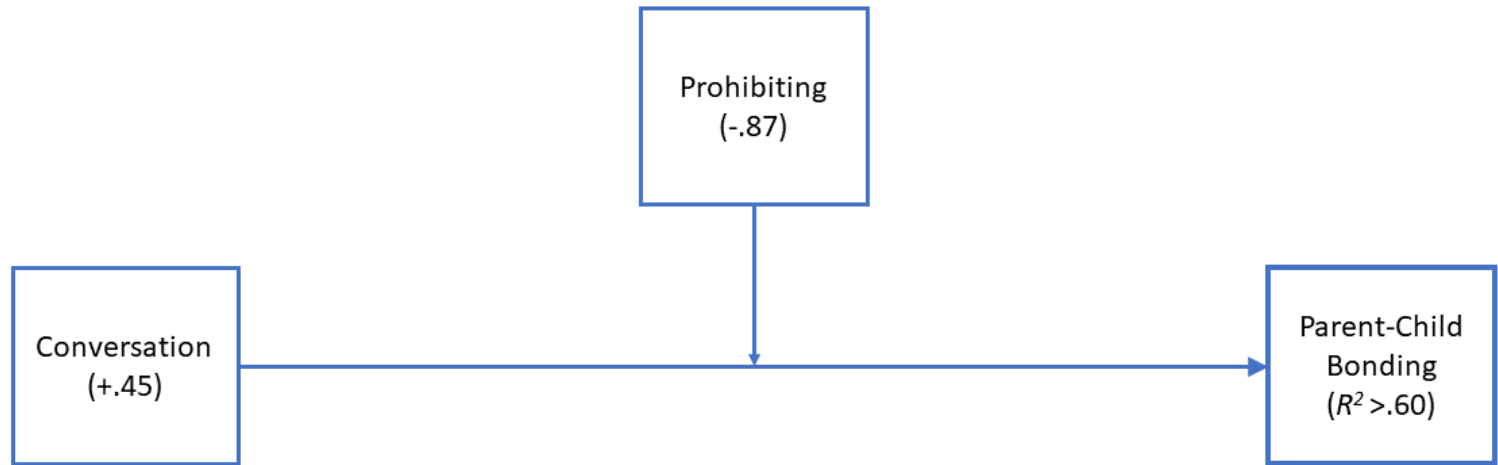 Prohibiting
(-.87)
Conversation
(+.45)
Parent-Child
Bonding
(R² >.60)